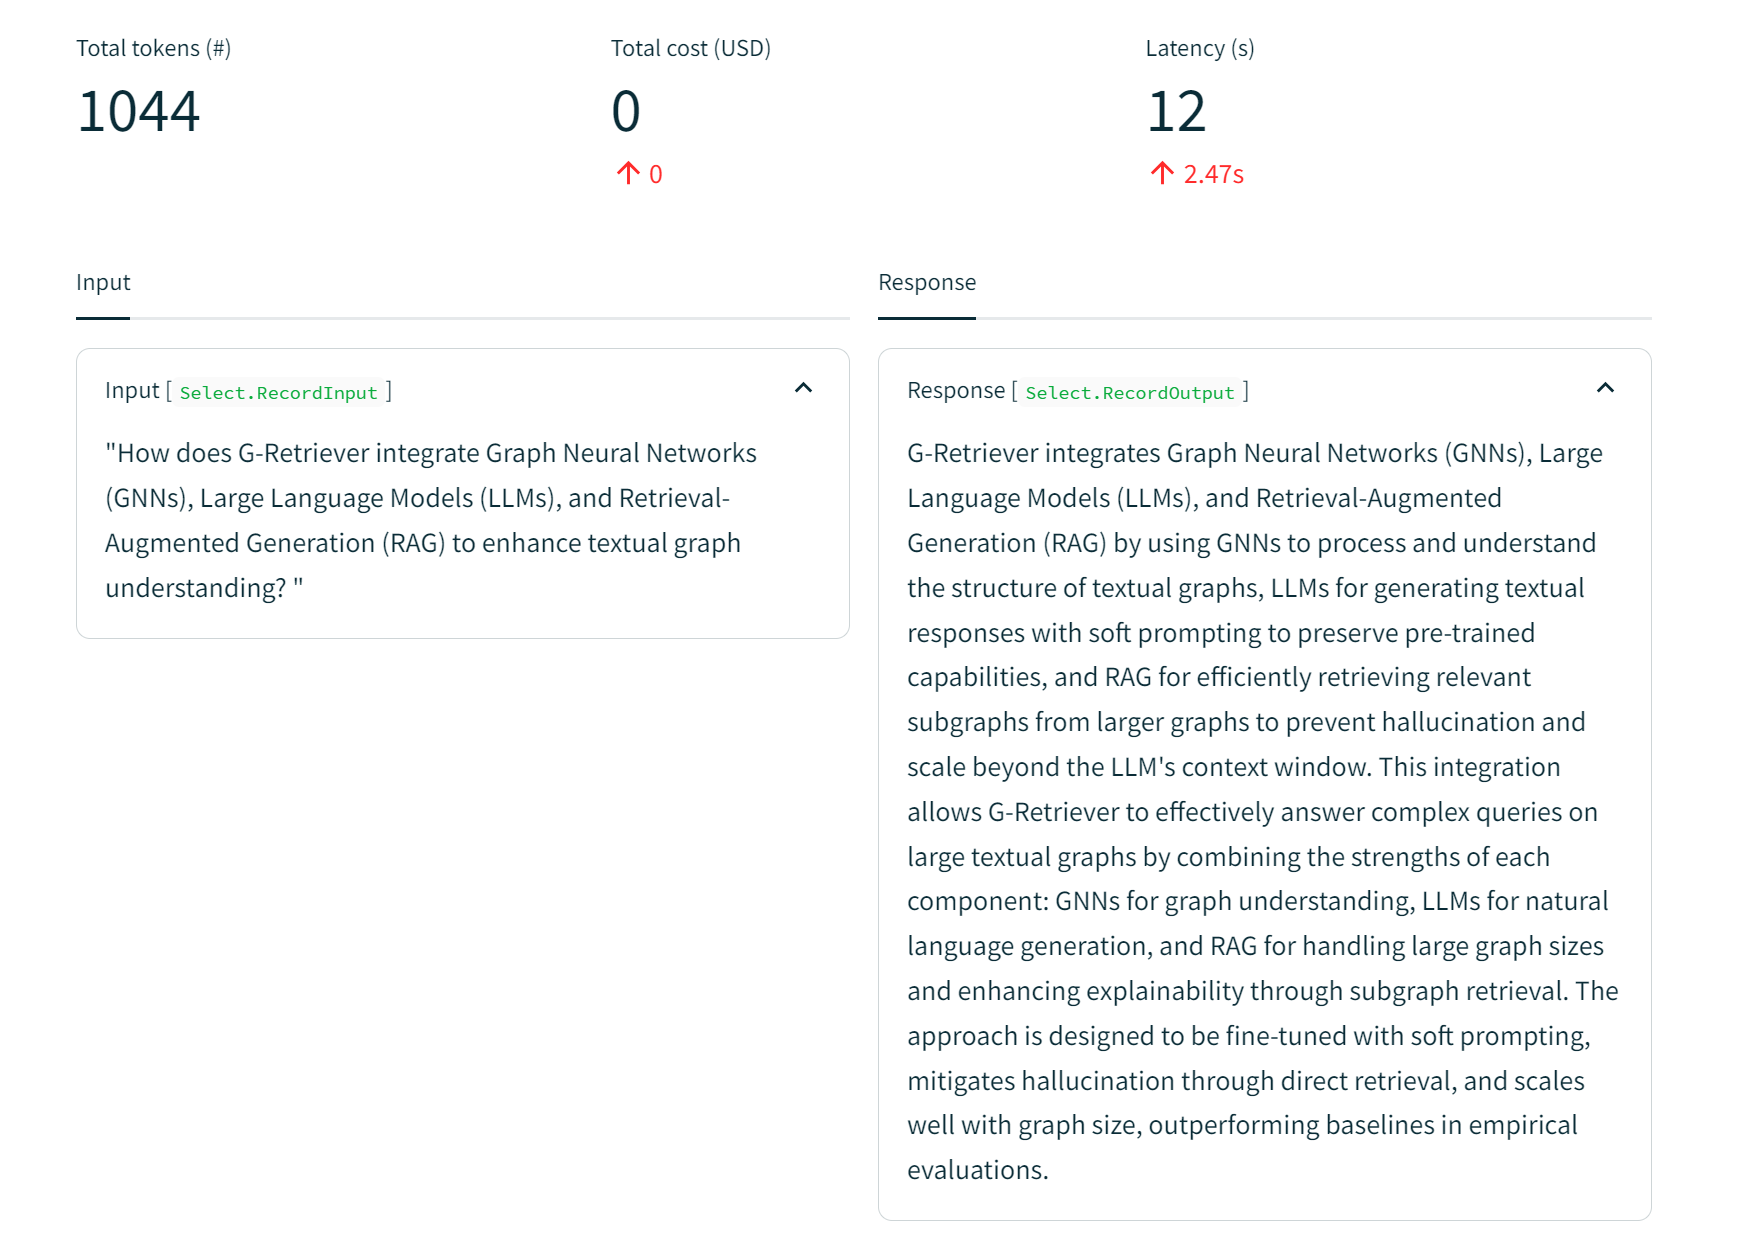 Total tokens (#)
1044
Total cost (USD)
0
↑ 0
Latency (s)
12
↑ 2.47s
Input
Input [ Select.RecordInput ]
"How does G-Retriever integrate Graph Neural Networks
(GNNs), Large Language Models (LLMs), and Retrieval-
Augmented Generation (RAG) to enhance textual graph
understanding? "
Response
Response [ Select.RecordOutput ]
G-Retriever integrates Graph Neural Networks (GNNs), Large
Language Models (LLMs), and Retrieval-Augmented
Generation (RAG) by using GNNs to process and understand
the structure of textual graphs, LLMs for generating textual
responses with soft prompting to preserve pre-trained
capabilities, and RAG for efficiently retrieving relevant
subgraphs from larger graphs to prevent hallucination and
scale beyond the LLM's context window. This integration
allows G-Retriever to effectively answer complex queries on
large textual graphs by combining the strengths of each
component: GNNs for graph understanding, LLMs for natural
language generation, and RAG for handling large graph sizes
and enhancing explainability through subgraph retrieval. The
approach is designed to be fine-tuned with soft prompting,
mitigates hallucination through direct retrieval, and scales
well with graph size, outperforming baselines in empirical
evaluations.